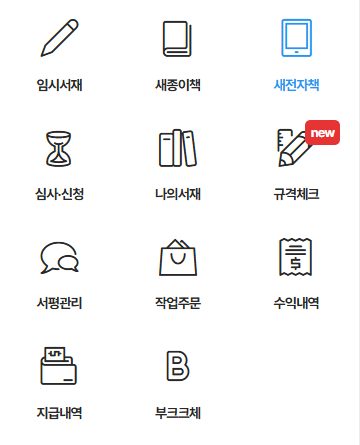 임시서재
새종이책
새전자책
new
심사·신청
나의서재
규격체크
서평관리
작업주문
수익내역
지급내역
부크크체